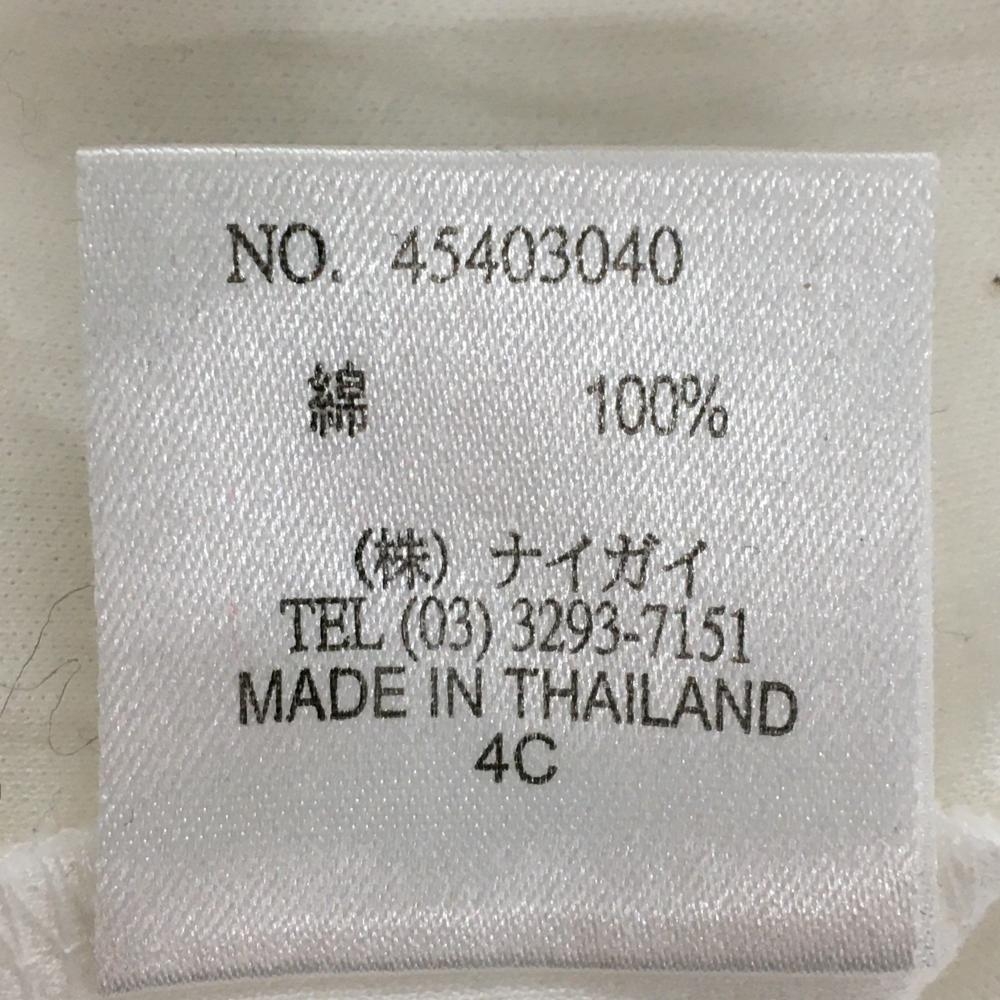 NO. 45403040
綿 100%
(株) ナイガイ
TEL (03) 3293-7151
MADE IN THAILAND
4C